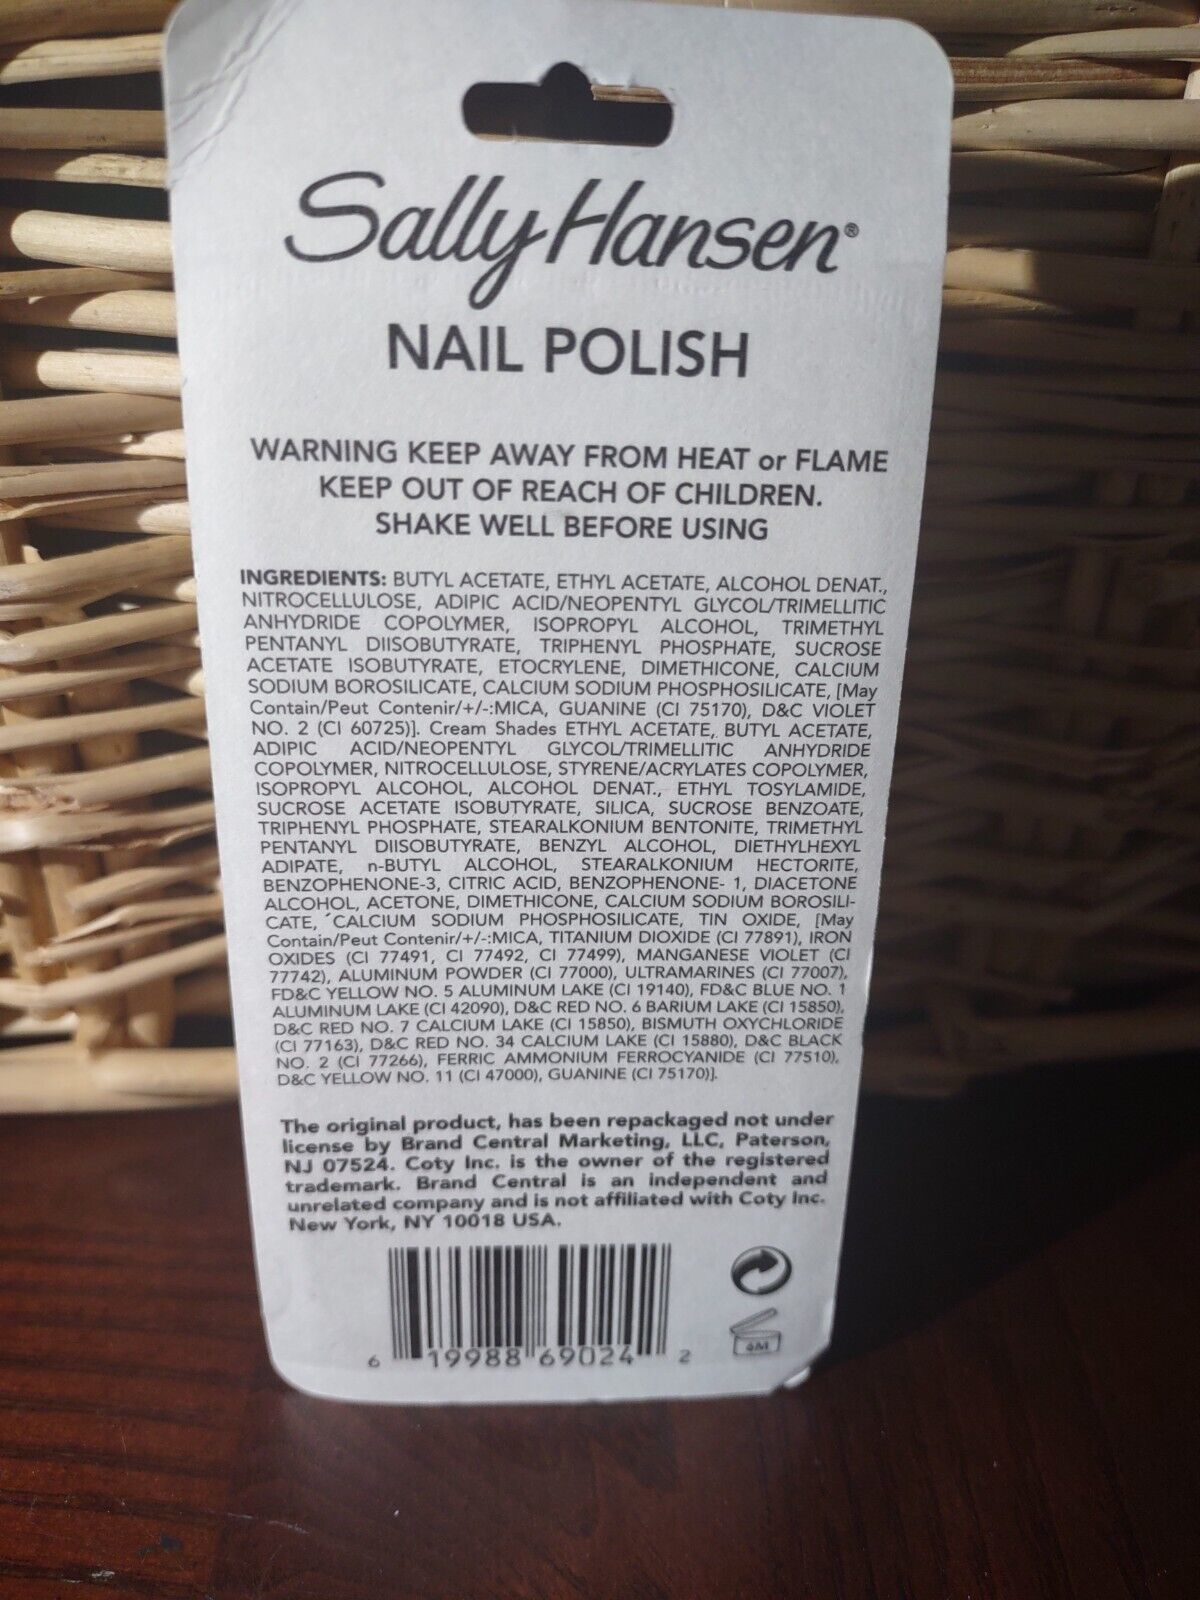 Sally Hansen®
NAIL POLISH
WARNING KEEP AWAY FROM HEAT or FLAME
KEEP OUT OF REACH OF CHILDREN.
SHAKE WELL BEFORE USING
INGREDIENTS: BUTYL ACETATE, ETHYL ACETATE, ALCOHOL DENAT.,
NITROCELLULOSE, ADIPIC ACID/NEOPENTYL GLYCOL/TRIMELLITIC
ANHYDRIDE COPOLYMER, ISOPROPYL ALCOHOL, TRIMETHYL
PENTANYL DIISOBUTYRATE, TRIPHENYL PHOSPHATE, SUCROSE
ACETATE ISOBUTYRATE, ETOCRYLENE, DIMETHICONE, CALCIUM
SODIUM BOROSILICATE, CALCIUM SODIUM PHOSPHOSILICATE, [May
Contain/Peut Contenir/+/-:MICA, GUANINE (CI 75170), D&C VIOLET
NO. 2 (CI 60725)]. Cream Shades ETHYL ACETATE, BUTYL ACETATE,
ADIPIC ACID/NEOPENTYL GLYCOL/TRIMELLITIC ANHYDRIDE
COPOLYMER, NITROCELLULOSE, STYRENE/ACRYLATES COPOLYMER,
ISOPROPYL ALCOHOL, ALCOHOL DENAT., ETHYL TOSYLAMIDE,
SUCROSE ACETATE ISOBUTYRATE, SILICA, SUCROSE BENZOATE,
TRIPHENYL PHOSPHATE, STEARALKONIUM BENTONITE, TRIMETHYL
PENTANYL DIISOBUTYRATE, BENZYL ALCOHOL, DIETHYLHEXYL
ADIPATE, n-BUTYL ALCOHOL, STEARALKONIUM HECTORITE,
BENZOPHENONE-3, CITRIC ACID, BENZOPHENONE- 1, DIACETONE
ALCOHOL, ACETONE, DIMETHICONE, CALCIUM SODIUM BOROSILI-
CATE, ´CALCIUM SODIUM PHOSPHOSILICATE, TIN OXIDE, [May
Contain/Peut Contenir/+/-:MICA, TITANIUM DIOXIDE (CI 77891), IRON
OXIDES (CI 77491, CI 77492, CI 77499), MANGANESE VIOLET (CI
77742), ALUMINUM POWDER (CI 77000), ULTRAMARINES (CI 77007),
FD&C YELLOW NO. 5 ALUMINUM LAKE (CI 19140), FD&C BLUE NO. 1
ALUMINUM LAKE (CI 42090), D&C RED NO. 6 BARIUM LAKE (CI 15850),
D&C RED NO. 7 CALCIUM LAKE (CI 15850), BISMUTH OXYCHLORIDE
(CI 77163), D&C RED NO. 34 CALCIUM LAKE (CI 15880), D&C BLACK
NO. 2 (CI 77266), FERRIC AMMONIUM FERROCYANIDE (CI 77510),
D&C YELLOW NO. 11 (CI 47000), GUANINE (CI 75170)].
The original product, has been repackaged not under
license by Brand Central Marketing, LLC, Paterson,
NJ 07524. Coty Inc. is the owner of the registered
trademark. Brand Central is an independent and
unrelated company and is not affiliated with Coty Inc.
New York, NY 10018 USA.
6 19988 69024 2